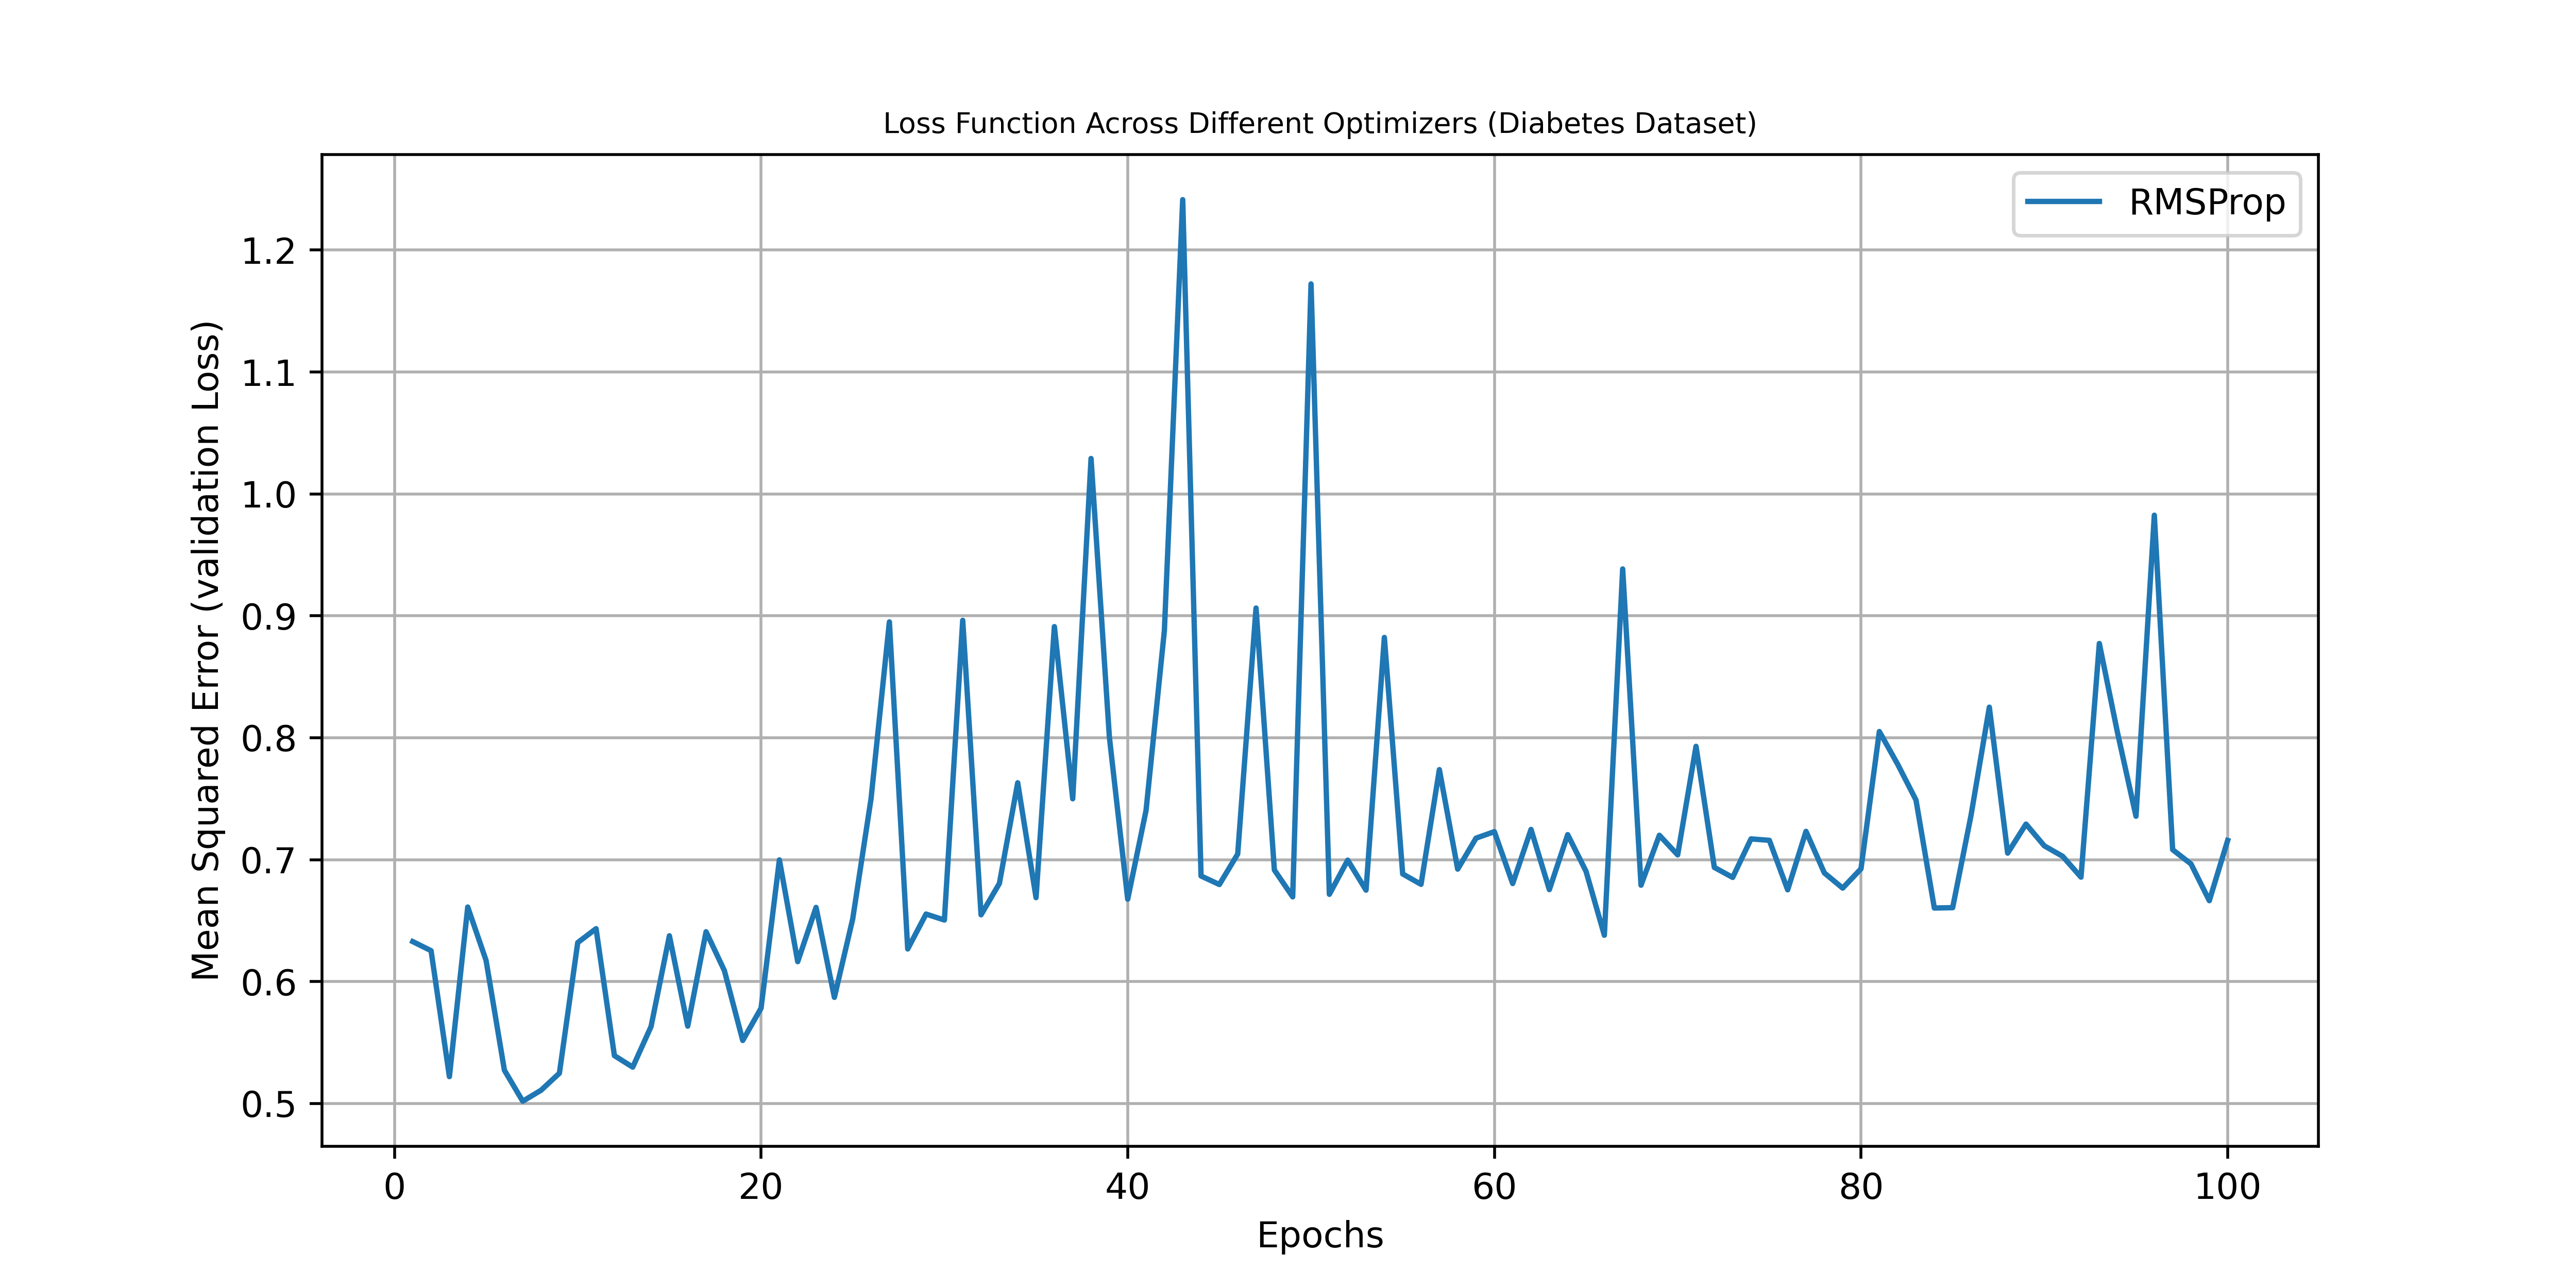 Loss Function Across Different Optimizers (Diabetes Dataset)
RMSProp
Mean Squared Error (validation Loss)
1.2
1.1
1.0
0.9
0.8
0.7
0.6
0.5
0 20 40 60 80 100
Epochs